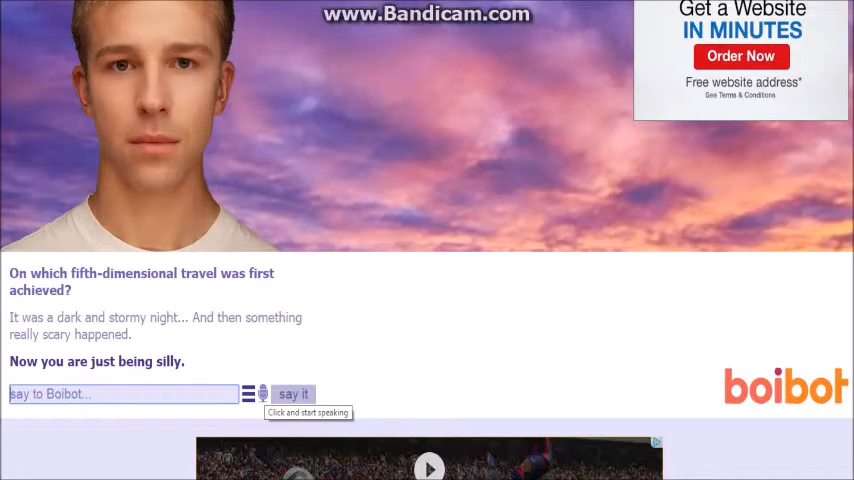 www.Bandicam.com
Get a Website
IN MINUTES
Order Now
Free website address*
See Terms & Conditions
On which fifth-dimensional travel was first
achieved?
It was a dark and stormy night... And then something
really scary happened.
Now you are just being silly.
say to Boibot...
say it
Click and start speaking
boibot